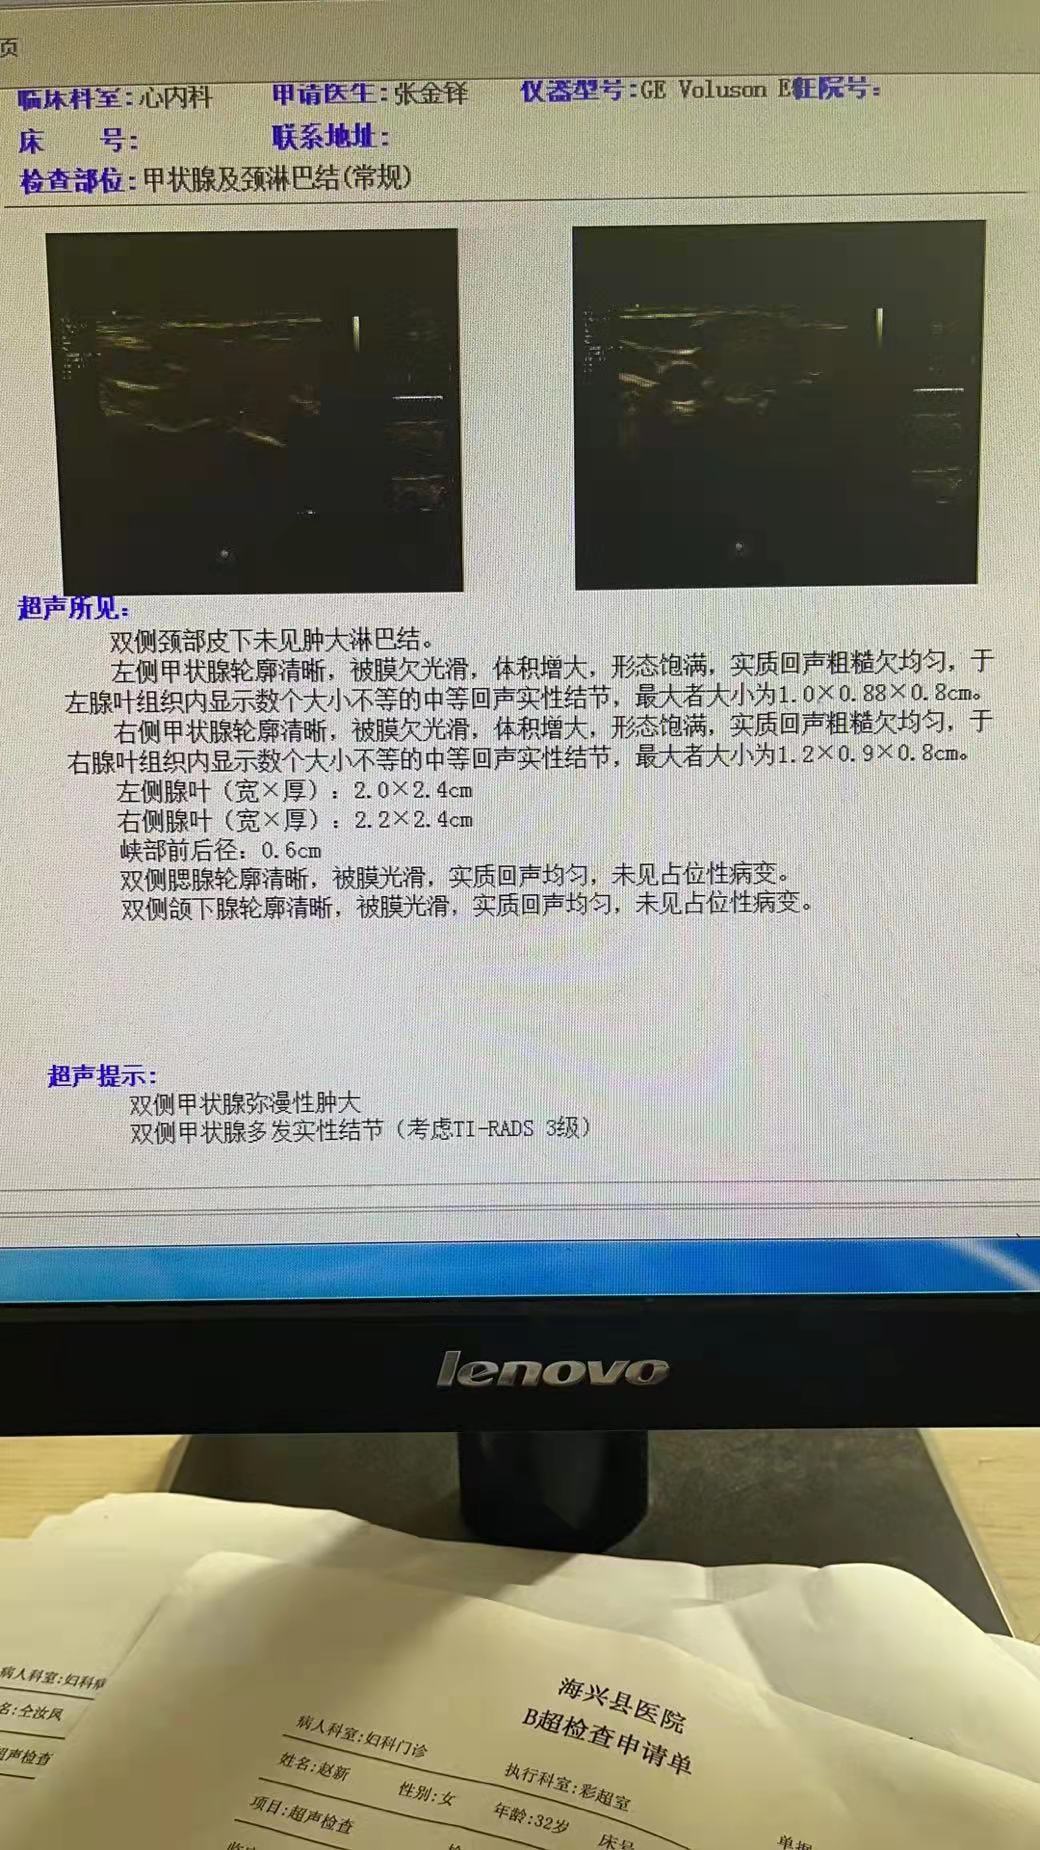 页
临床科室:心内科 申请医生:张金铎 仪器型号:GE Voluson E 住院号:
床 号: 联系地址:
检查部位:甲状腺及颈淋巴结(常规)
超声所见:
双侧颈部皮下未见肿大淋巴结。
左侧甲状腺轮廓清晰，被膜欠光滑，体积增大，形态饱满，实质回声粗糙欠均匀，于
左腺叶组织内显示数个大小不等的中等回声实性结节，最大者大小为1.0×0.88×0.8cm。
右侧甲状腺轮廓清晰，被膜欠光滑，体积增大，形态饱满，实质回声粗糙欠均匀，于
右腺叶组织内显示数个大小不等的中等回声实性结节，最大者大小为1.2×0.9×0.8cm。
左侧腺叶（宽×厚）: 2.0×2.4cm
右侧腺叶（宽×厚）: 2.2×2.4cm
峡部前后径: 0.6cm
双侧腮腺轮廓清晰，被膜光滑，实质回声均匀，未见占位性病变。
双侧颌下腺轮廓清晰，被膜光滑，实质回声均匀，未见占位性病变。
超声提示:
双侧甲状腺弥漫性肿大
双侧甲状腺多发实性结节（考虑TI-RADS 3级）
lenovo
病人科室:妇科病
名:仝汝凤
超声检查
海兴县医院
B超检查申请单
病人科室:妇科门诊 执行科室:彩超室
姓名:赵新 性别:女 年龄:32岁 床号
项目:超声检查 单据